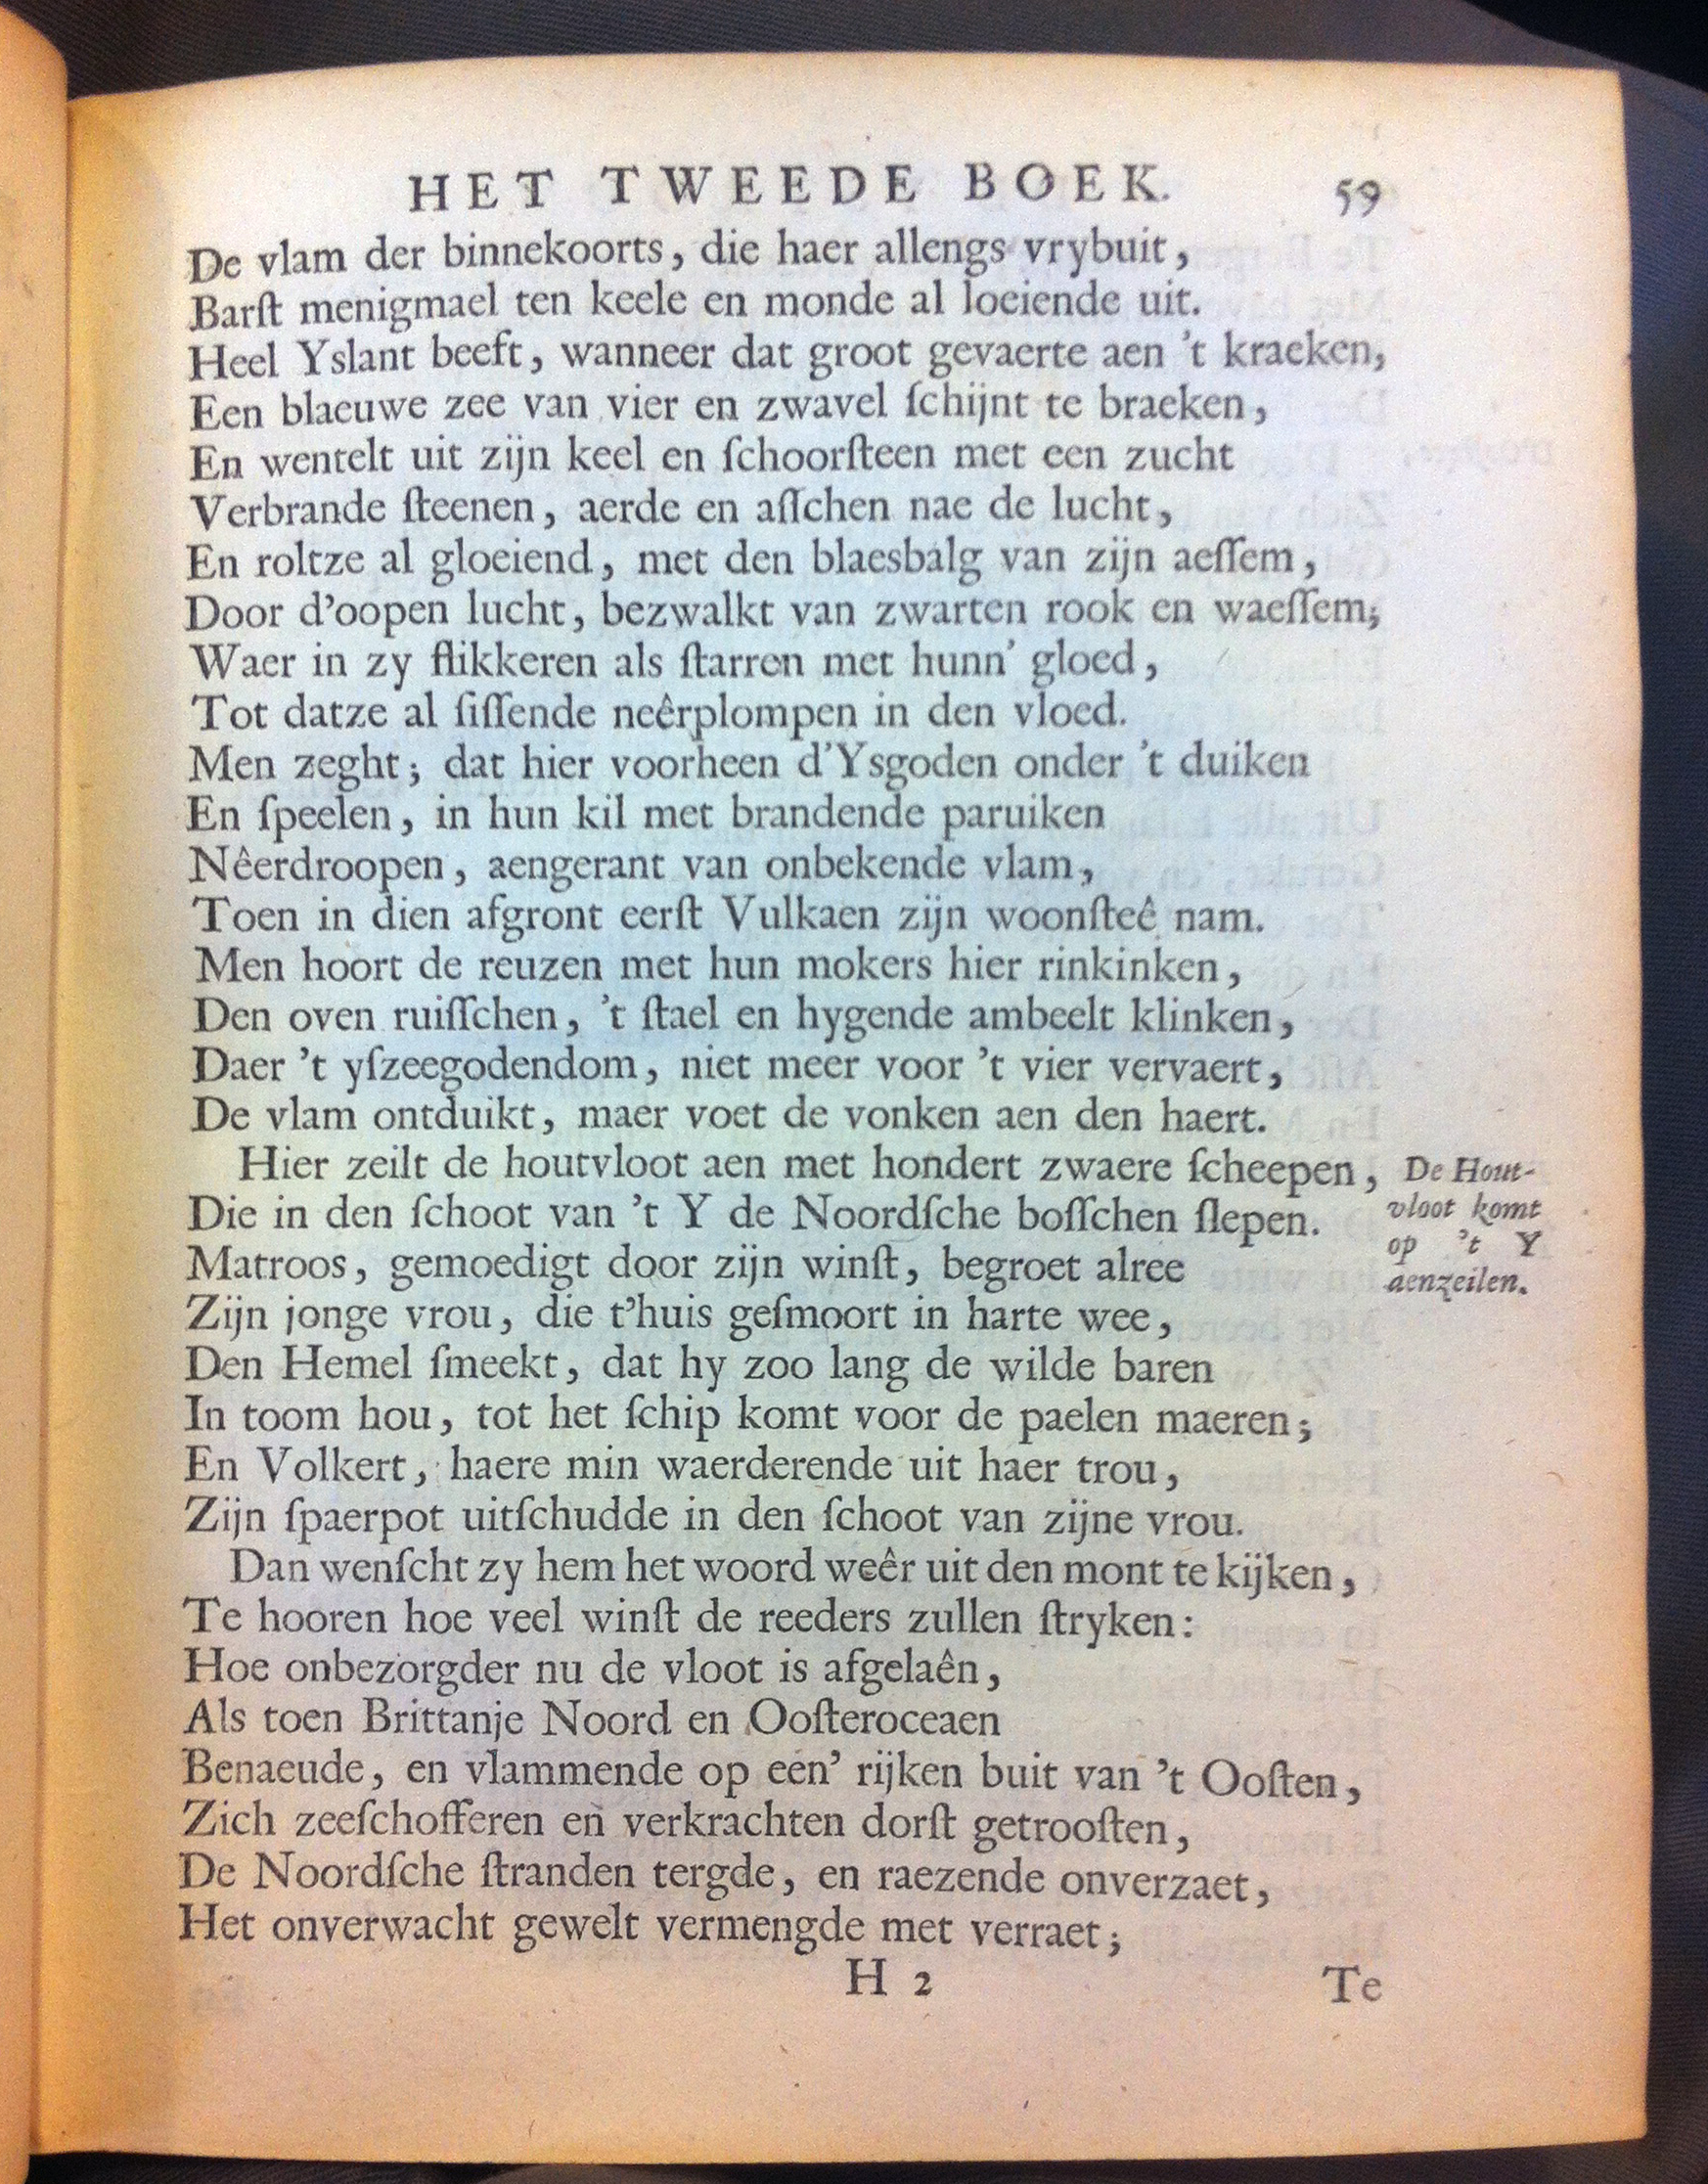 HET TWEEDE BOEK. 59
De vlam der binnekoorts, die haer allengs vrybuit,
Barſt menigmael ten keele en monde al loeiende uit.
Heel Yslant beeft, wanneer dat groot gevaerte aen 't kraeken,
Een blaeuwe zee van vier en zwavel ſchijnt te braeken,
En wentelt uit zijn keel en ſchoorſteen met een zucht
Verbrande ſteenen, aerde en aſſchen nae de lucht,
En roltze al gloeiend, met den blaesbalg van zijn aeſſem,
Door d'oopen lucht, bezwalkt van zwarten rook en waeſſem;
Waer in zy flikkeren als ſtarren met hunn' gloed,
Tot datze al ſiſſende neêrplompen in den vloed.
Men zeght; dat hier voorheen d'Ysgoden onder 't duiken
En ſpeelen, in hun kil met brandende paruiken
Nêerdroopen, aengerant van onbekende vlam,
Toen in dien afgront eerſt Vulkaen zijn woonſteê nam.
Men hoort de reuzen met hun mokers hier rinkinken,
Den oven ruiſſchen, 't ſtael en hygende ambeelt klinken,
Daer 't yſzeegodendom, niet meer voor 't vier vervaert,
De vlam ontduikt, maer voet de vonken aen den haert.
Hier zeilt de houtvloot aen met hondert zwaere ſcheepen,
Die in den ſchoot van 't Y de Noordſche boſſchen ſlepen.
Matroos, gemoedigt door zijn winſt, begroet alree
Zijn jonge vrou, die t'huis geſmoort in harte wee,
Den Hemel ſmeekt, dat hy zoo lang de wilde baren
In toom hou, tot het ſchip komt voor de paelen maeren;
En Volkert, haere min waerderende uit haer trou,
Zijn ſpaerpot uitſchudde in den ſchoot van zijne vrou.
Dan wenſcht zy hem het woord weêr uit den mont te kijken,
Te hooren hoe veel winſt de reeders zullen ſtryken:
Hoe onbezorgder nu de vloot is afgelaên,
Als toen Brittanje Noord en Ooſteroceaen
Benaeude, en vlammende op een' rijken buit van 't Ooſten,
Zich zeeſchofferen en verkrachten dorſt getrooſten,
De Noordſche ſtranden tergde, en raezende onverzaet,
Het onverwacht gewelt vermengde met verraet;
H 2 Te
De Hout-
vloot komt
op 't Y
aenzeilen.